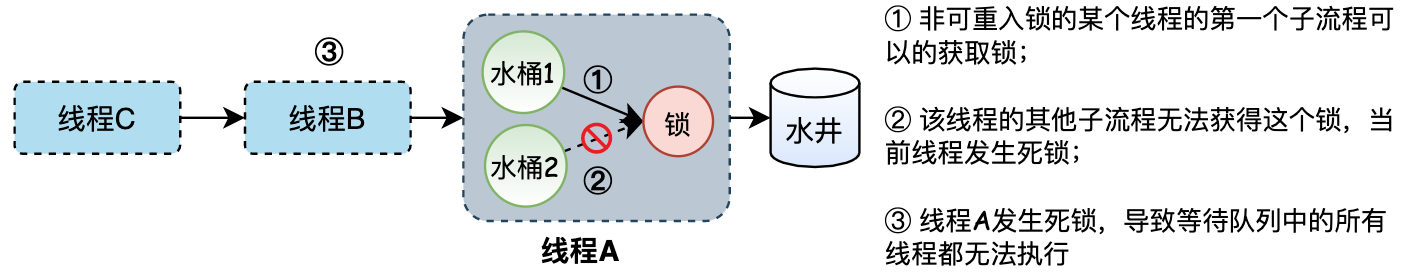 ③
线程C
线程B
水桶1
①
水桶2
②
锁
水井
线程A
① 非可重入锁的某个线程的第一个子流程可
以的获取锁；
② 该线程的其他子流程无法获得这个锁，当
前线程发生死锁；
③ 线程A发生死锁，导致等待队列中的所有
线程都无法执行